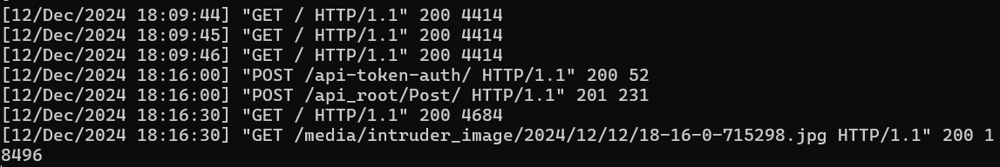 [12/Dec/2024 18:09:44] "GET / HTTP/1.1" 200 4414
[12/Dec/2024 18:09:45] "GET / HTTP/1.1" 200 4414
[12/Dec/2024 18:09:46] "GET / HTTP/1.1" 200 4414
[12/Dec/2024 18:16:00] "POST /api-token-auth/ HTTP/1.1" 200 52
[12/Dec/2024 18:16:00] "POST /api_root/Post/ HTTP/1.1" 201 231
[12/Dec/2024 18:16:30] "GET / HTTP/1.1" 200 4684
[12/Dec/2024 18:16:30] "GET /media/intruder_image/2024/12/12/18-16-0-715298.jpg HTTP/1.1" 200 1
8496